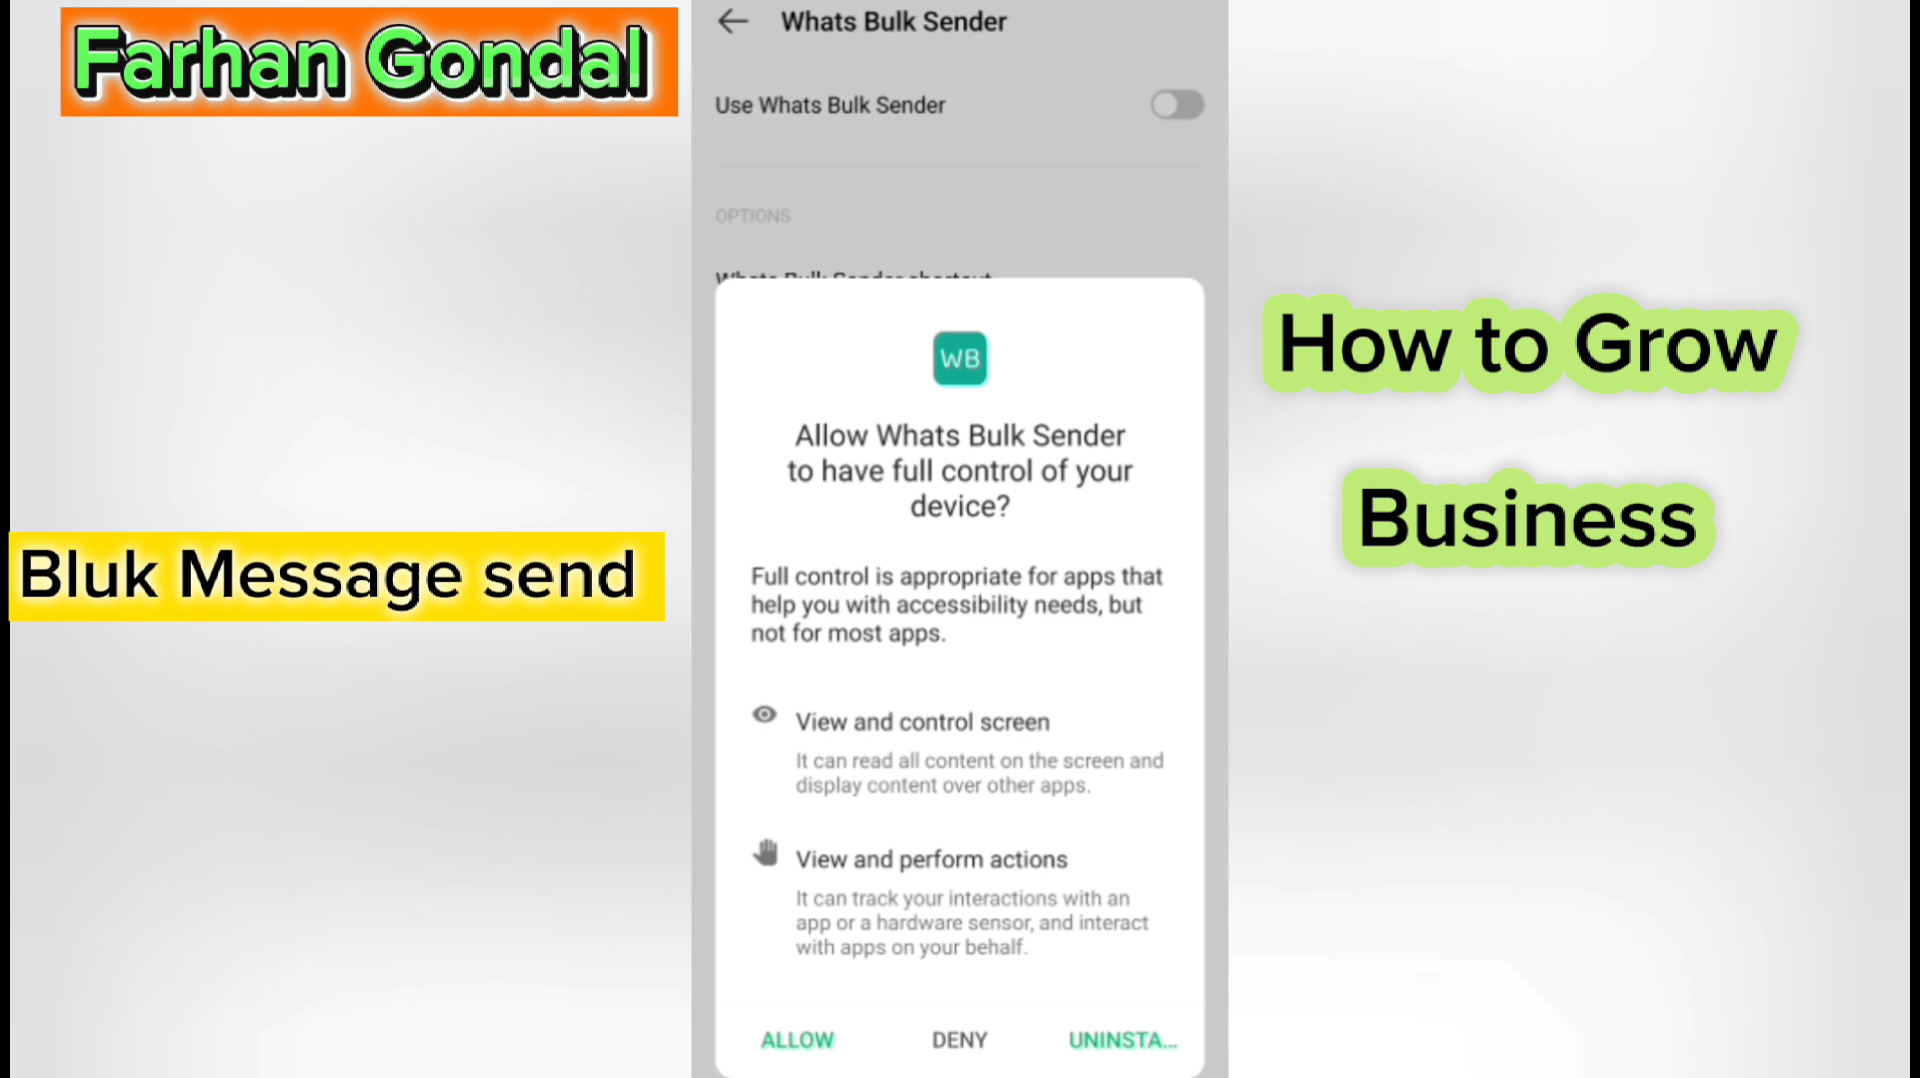 Farhan Gondal
Bluk Message send
Whats Bulk Sender
Use Whats Bulk Sender
OPTIONS
Whats Bulk Sender shortcut
WB
Allow Whats Bulk Sender
to have full control of your
device?
Full control is appropriate for apps that
help you with accessibility needs, but
not for most apps.
View and control screen
It can read all content on the screen and
display content over other apps.
View and perform actions
It can track your interactions with an
app or a hardware sensor, and interact
with apps on your behalf.
ALLOW
DENY
UNINSTA...
How to Grow
Business